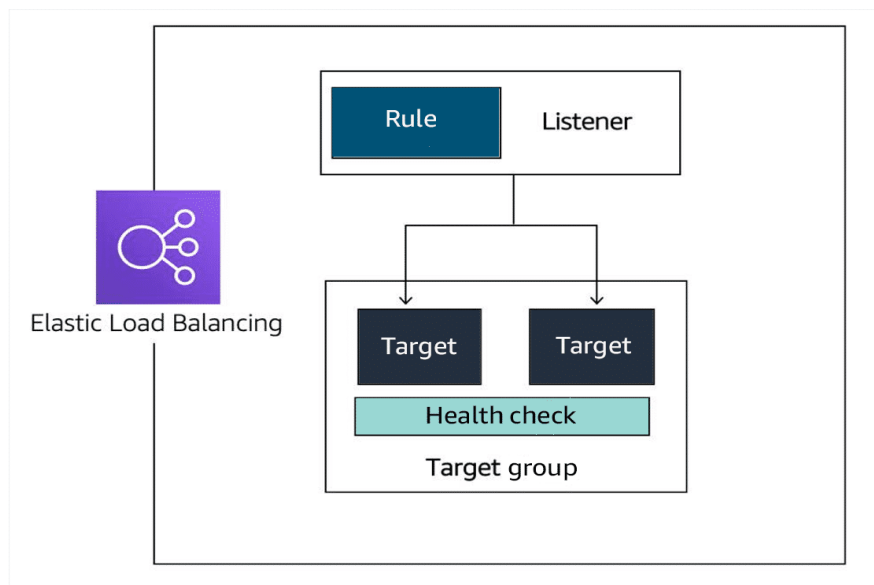 Rule
Listener
Elastic Load Balancing
Target
Target
Health check
Target group